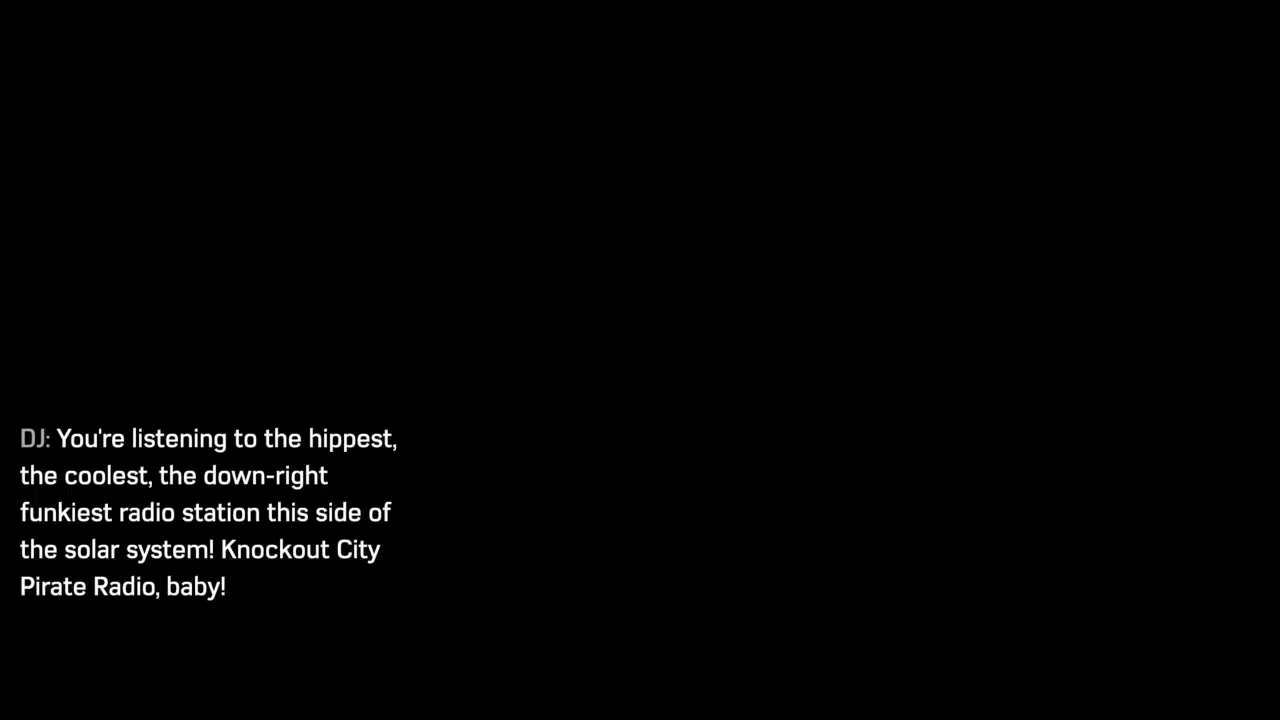 DJ: You're listening to the hippest,
the coolest, the down-right
funkiest radio station this side of
the solar system! Knockout City
Pirate Radio, baby!